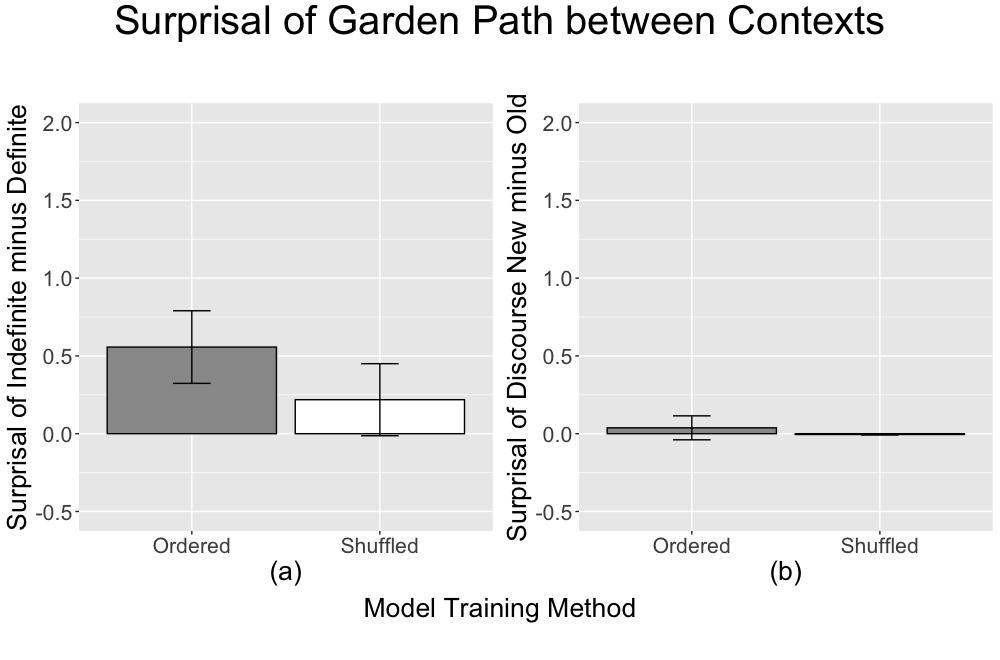 Surprisal of Garden Path between Contexts
Surprisal of Indefinite minus Definite
2.0
1.5
1.0
0.5
0.0
-0.5
Ordered
Shuffled
(a)
Surprisal of Discourse New minus Old
2.0
1.5
1.0
0.5
0.0
-0.5
Ordered
Shuffled
(b)
Model Training Method